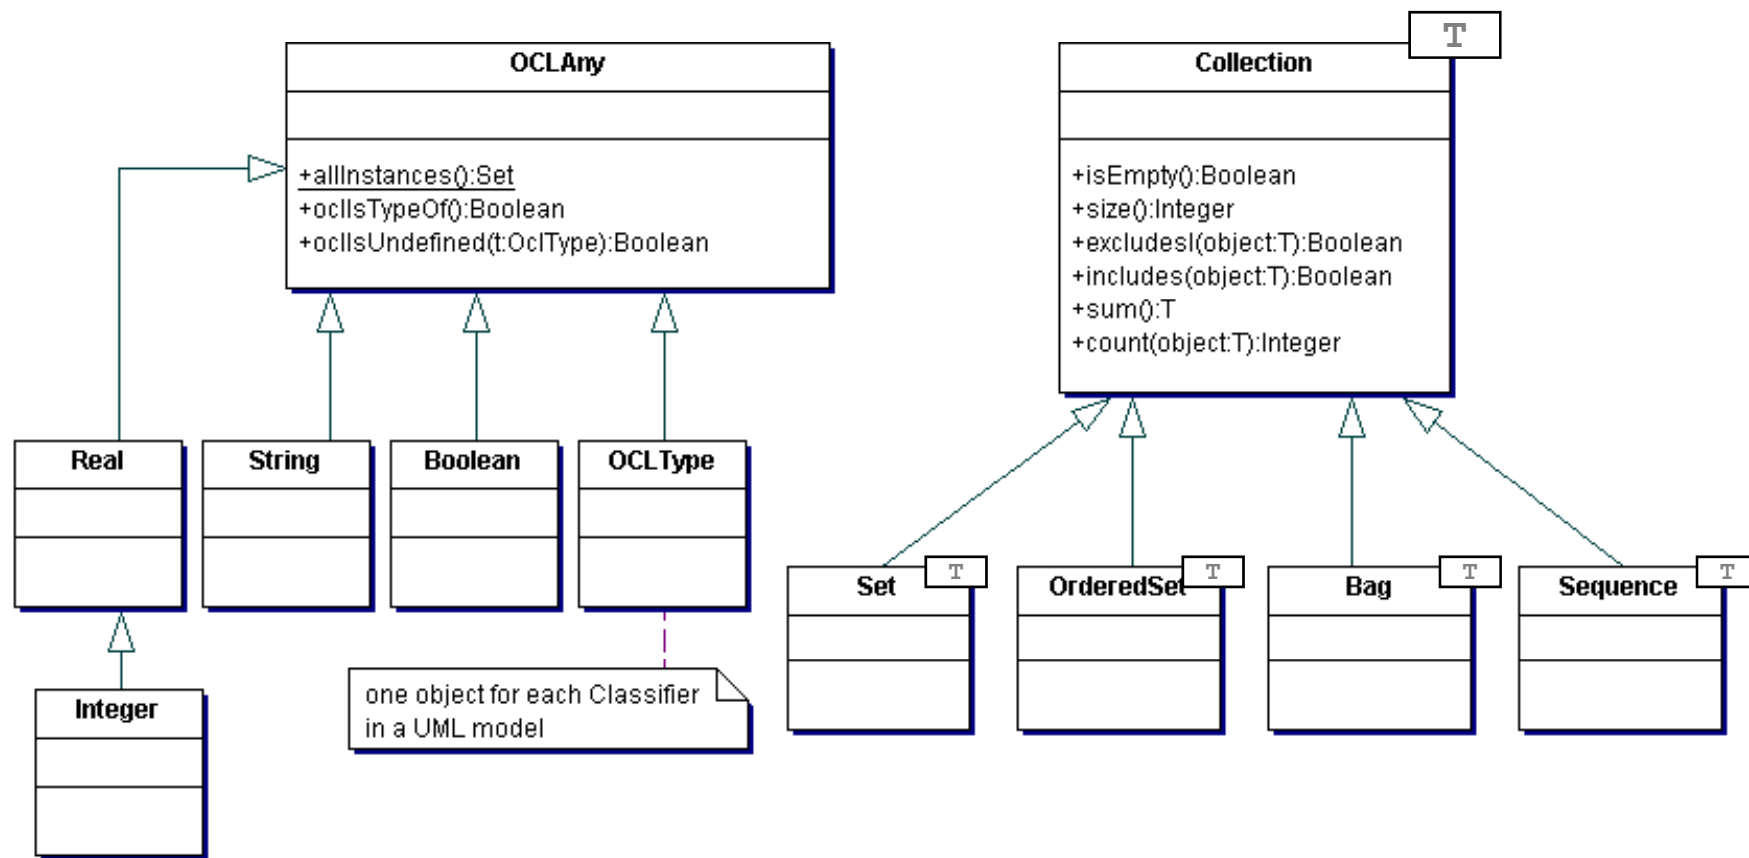 OCLAny
+allInstances():Set
+oclIsTypeOf():Boolean
+oclIsUndefined(t:OclType):Boolean
T
Collection
+isEmpty():Boolean
+size():Integer
+excludesl(object:T):Boolean
+includes(object:T):Boolean
+sum():T
+count(object:T):Integer
Real
String
Boolean
OCLType
Integer
one object for each Classifier
in a UML model
T
Set
T
OrderedSet
T
Bag
T
Sequence